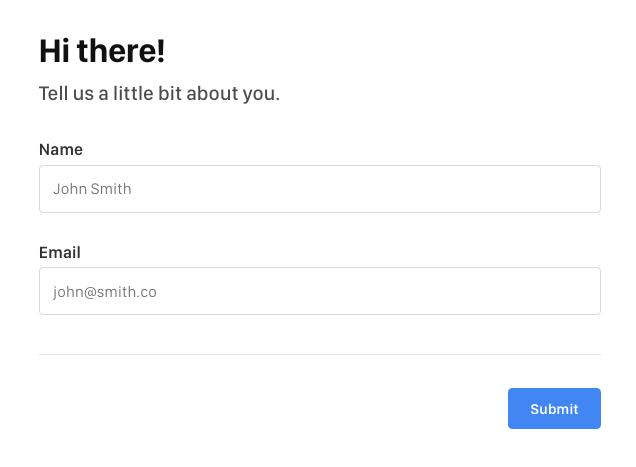 Hi there!
Tell us a little bit about you.
Name
John Smith
Email
john@smith.co
Submit